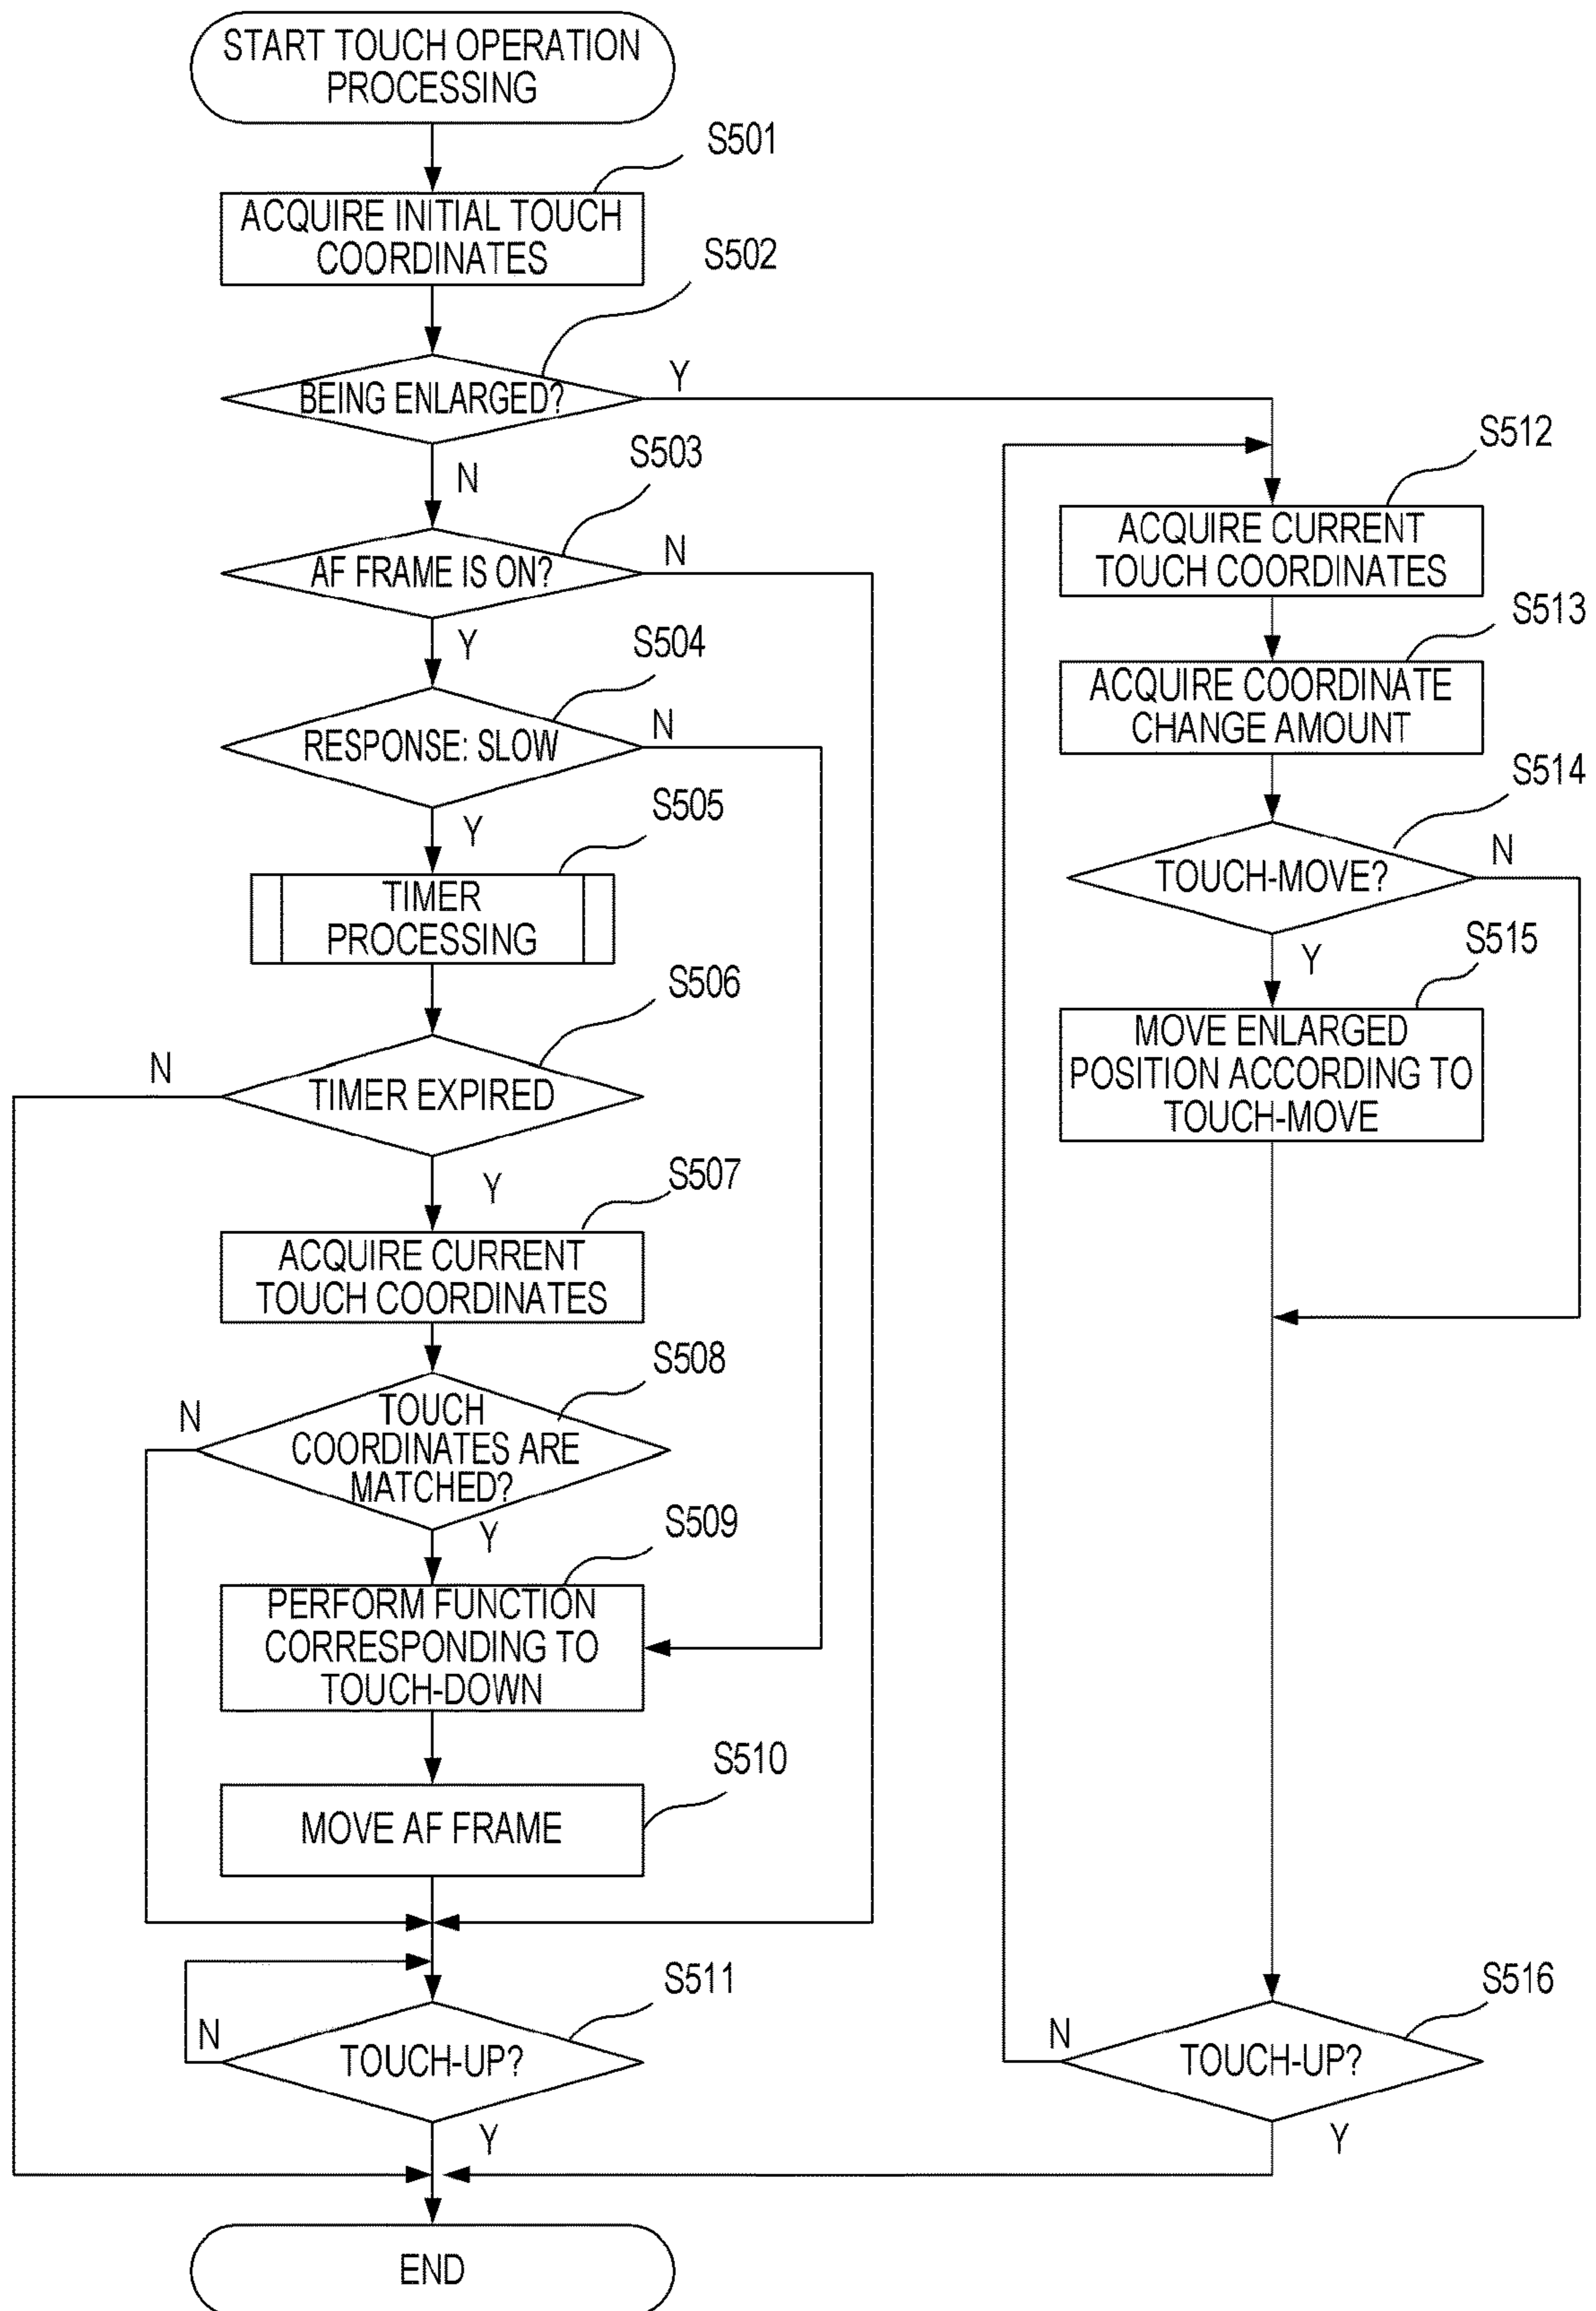 START TOUCH OPERATION
PROCESSING
S501
ACQUIRE INITIAL TOUCH
COORDINATES
S502
BEING ENLARGED?
Y
N
S503
AF FRAME IS ON?
N
Y
S504
RESPONSE: SLOW
N
Y
S505
TIMER
PROCESSING
S506
TIMER EXPIRED
N
Y
S507
ACQUIRE CURRENT
TOUCH COORDINATES
S508
TOUCH
COORDINATES ARE
MATCHED?
N
Y
S509
PERFORM FUNCTION
CORRESPONDING TO
TOUCH-DOWN
S510
MOVE AF FRAME
S511
TOUCH-UP?
N
Y
S512
ACQUIRE CURRENT
TOUCH COORDINATES
S513
ACQUIRE COORDINATE
CHANGE AMOUNT
S514
TOUCH-MOVE?
N
Y
S515
MOVE ENLARGED
POSITION ACCORDING TO
TOUCH-MOVE
S516
TOUCH-UP?
N
Y
END